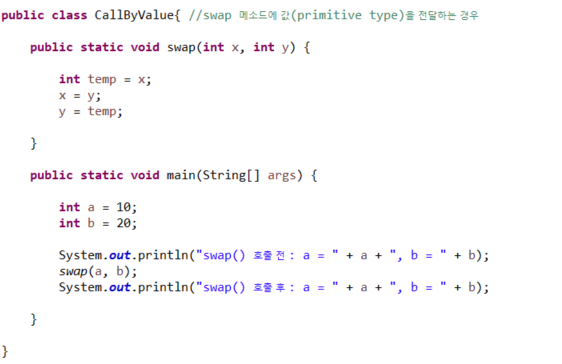 public class CallByValue{ //swap 메소드에 값(primitive type)을 전달하는 경우
public static void swap(int x, int y) {
int temp = x;
x = y;
y = temp;
}
public static void main(String[] args) {
int a = 10;
int b = 20;
System.out.println("swap() 호출 전 : a = " + a + ", b = " + b);
swap(a, b);
System.out.println("swap() 호출 후 : a = " + a + ", b = " + b);
}
}